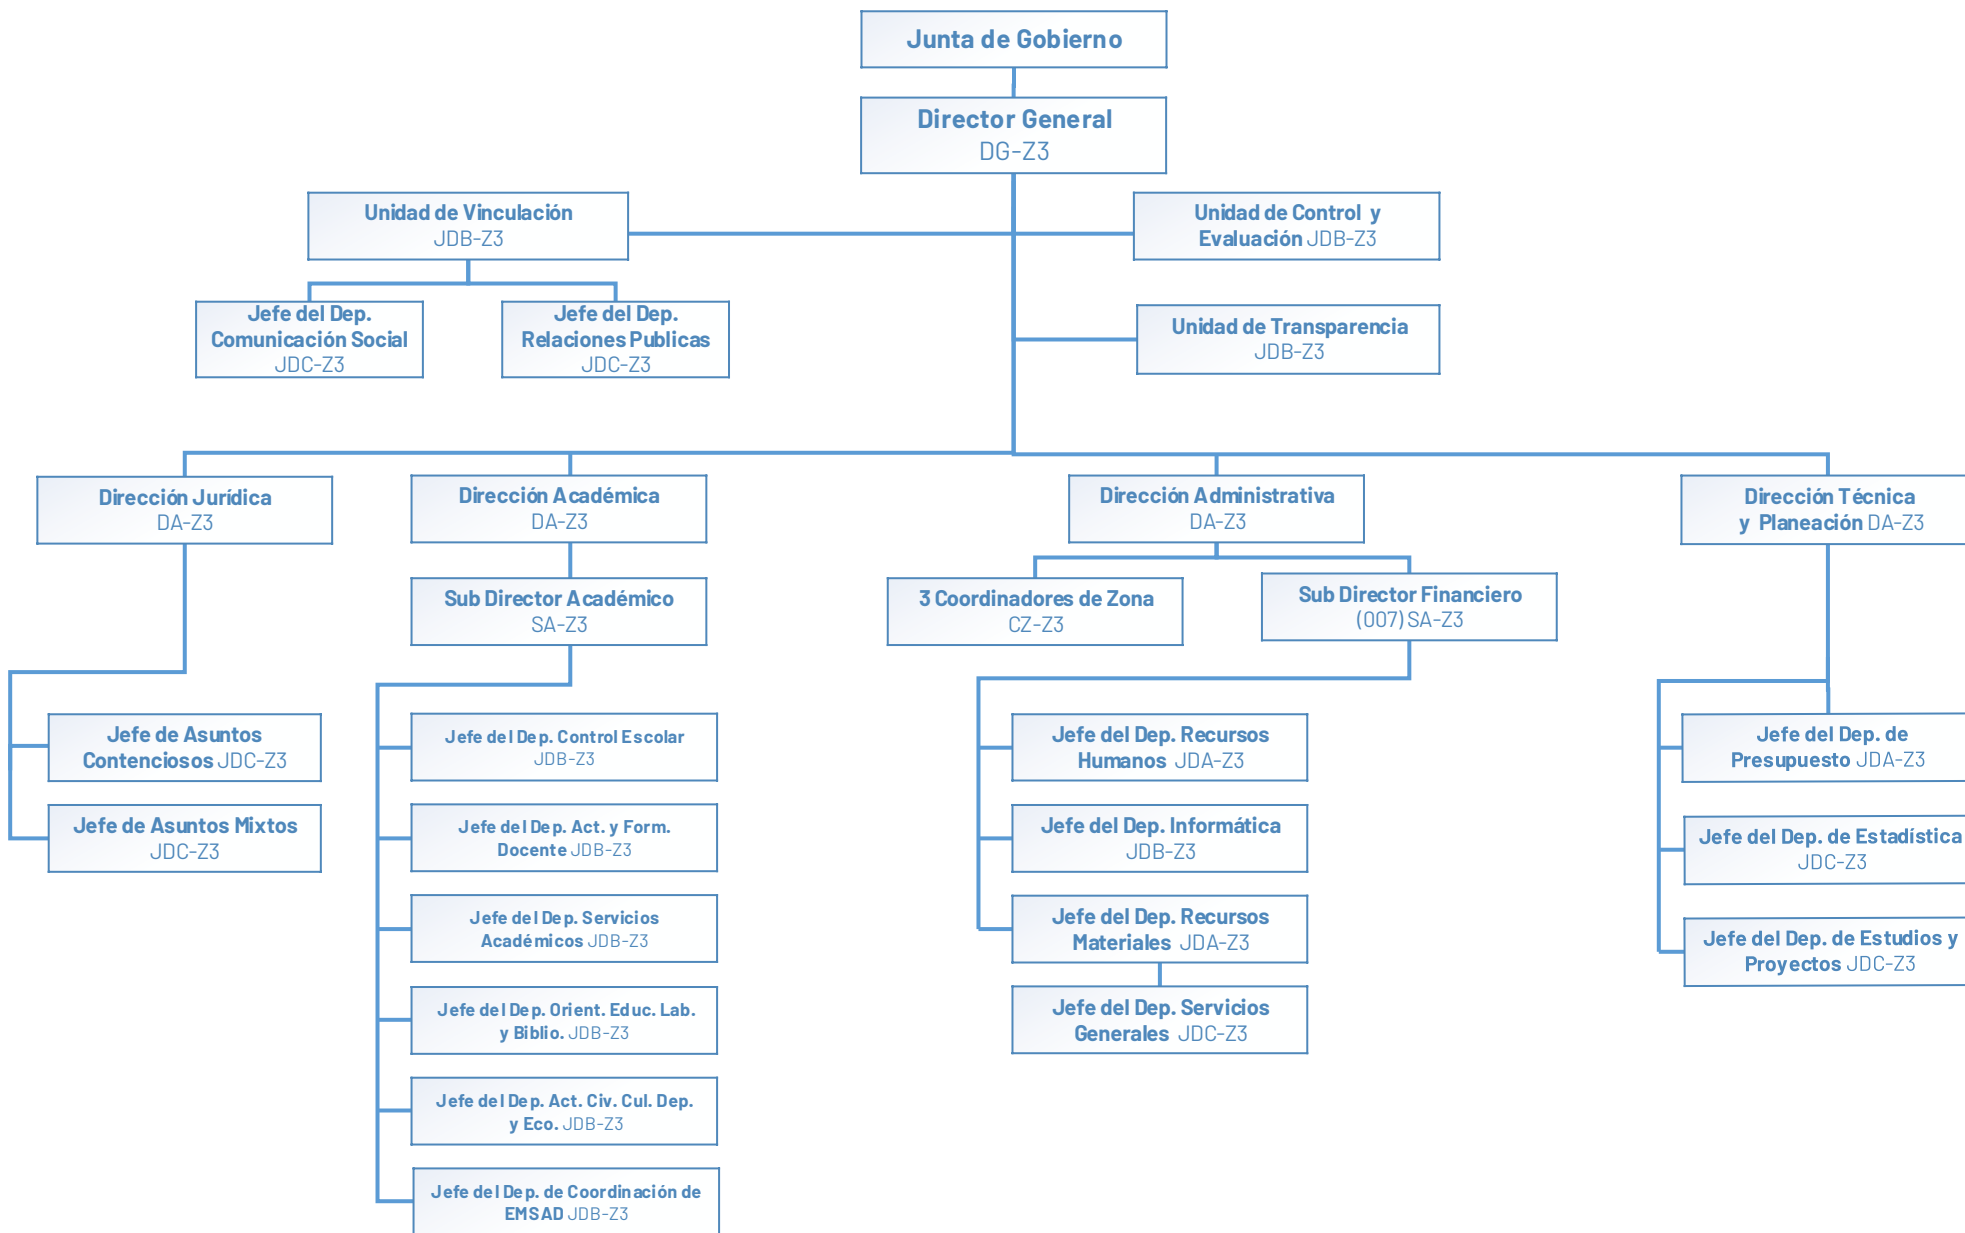 Junta de Gobierno
Director General
DG-Z3
Unidad de Vinculación
JDB-Z3
Unidad de Control y
Evaluación JDB-Z3
Jefe del Dep.
Comunicación Social
JDC-Z3
Jefe del Dep.
Relaciones Publicas
JDC-Z3
Unidad de Transparencia
JDB-Z3
Dirección Jurídica
DA-Z3
Dirección Académica
DA-Z3
Dirección Administrativa
DA-Z3
Dirección Técnica
y Planeación DA-Z3
Sub Director Académico
SA-Z3
3 Coordinadores de Zona
CZ-Z3
Sub Director Financiero
(007) SA-Z3
Jefe de Asuntos
Contenciosos JDC-Z3
Jefe de Asuntos Mixtos
JDC-Z3
Jefe del Dep. Control Escolar
JDB-Z3
Jefe del Dep. Act. y Form.
Docente JDB-Z3
Jefe del Dep. Servicios
Académicos JDB-Z3
Jefe del Dep. Orient. Educ. Lab.
y Biblio. JDB-Z3
Jefe del Dep. Act. Civ. Cul. Dep.
y Eco. JDB-Z3
Jefe del Dep. de Coordinación de
EMSAD JDB-Z3
Jefe del Dep. Recursos
Humanos JDA-Z3
Jefe del Dep. Informática
JDB-Z3
Jefe del Dep. Recursos
Materiales JDA-Z3
Jefe del Dep. Servicios
Generales JDC-Z3
Jefe del Dep. de
Presupuesto JDA-Z3
Jefe del Dep. de Estadística
JDC-Z3
Jefe del Dep. de Estudios y
Proyectos JDC-Z3